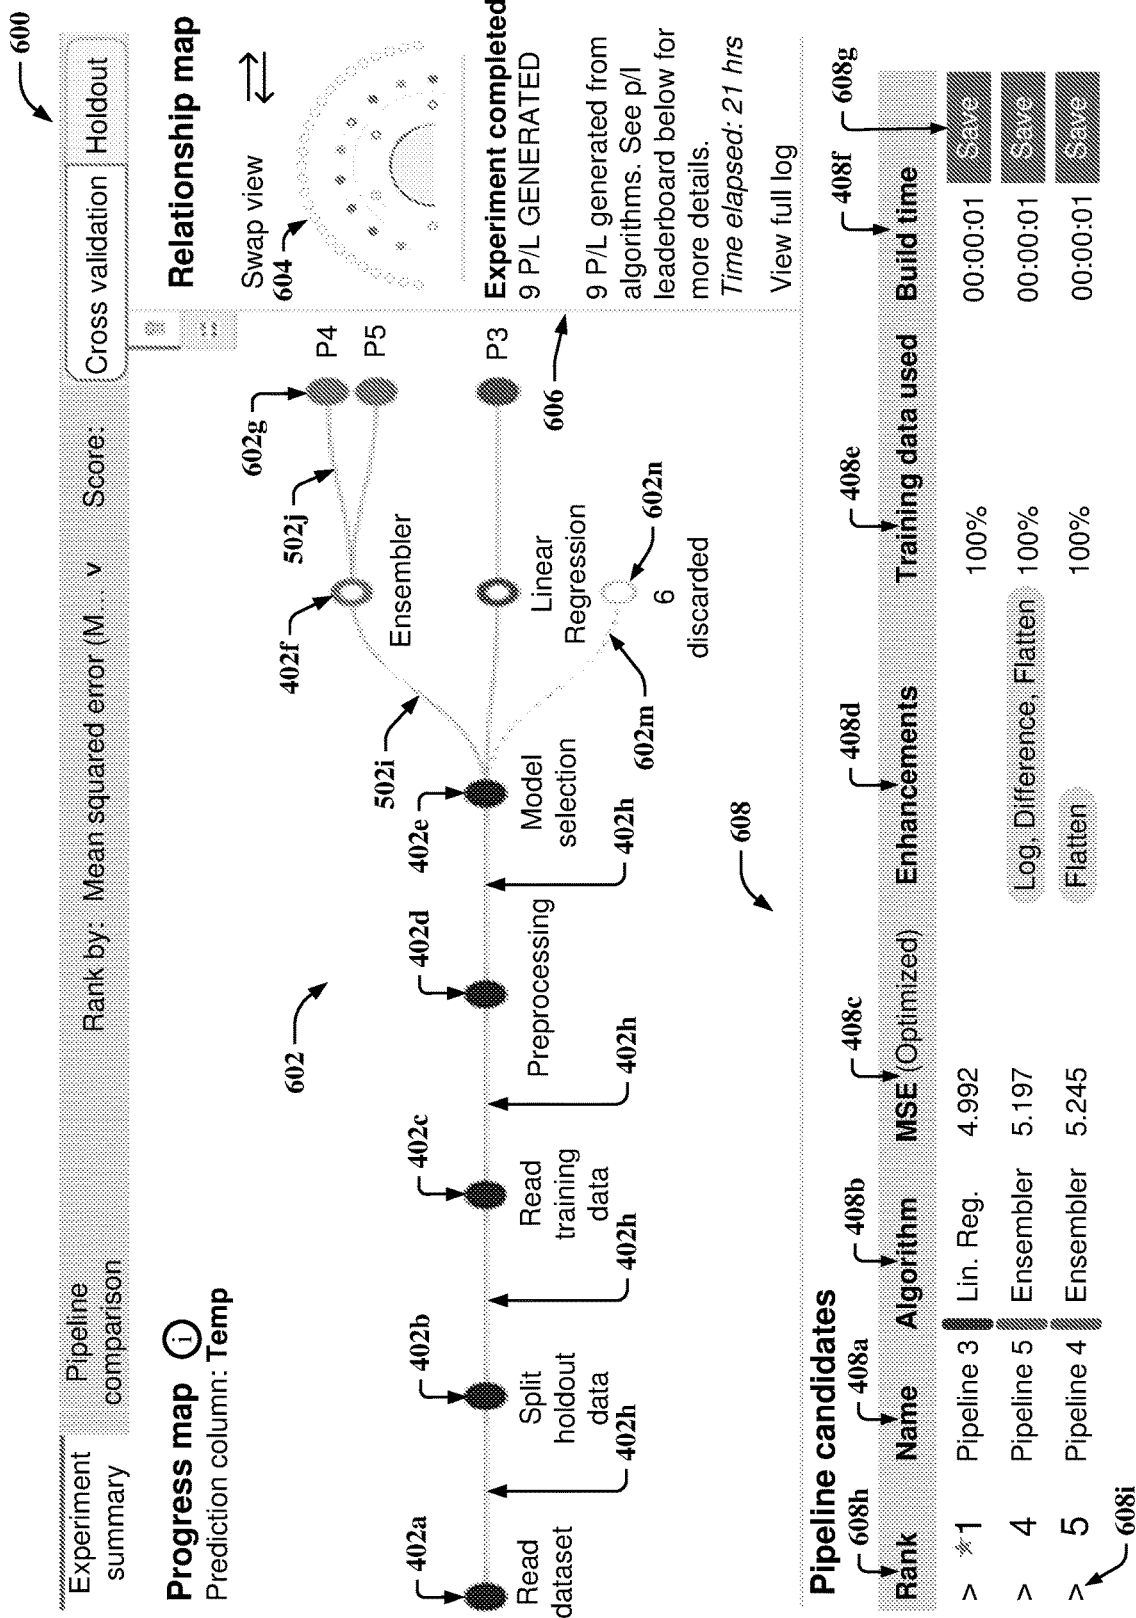 600
Experiment
summary
Pipeline
comparison
Rank by: Mean squared error (M... v
Score:
Cross validation
Holdout
Progress map i
Prediction column: Temp
602
402a
402b
402c
402d
402e
402f
502i
502j
602g
402h
402h
402h
402h
602m
602n
Read
dataset
Split
holdout
data
Read
training
data
Preprocessing
Model
selection
Ensembler
Linear
Regression
6
discarded
P4
P5
P3
Relationship map
Swap view
604
Experiment completed
9 P/L GENERATED
9 P/L generated from
algorithms. See p/l
leaderboard below for
more details.
Time elapsed: 21 hrs
View full log
606
608
Pipeline candidates
608h
408a
408b
408c
408d
408e
408f
608g
Rank Name Algorithm MSE (Optimized) Enhancements Training data used Build time
> *1 Pipeline 3 Lin. Reg. 4.992 100% 00:00:01 Save
> 4 Pipeline 5 Ensembler 5.197 Log, Difference, Flatten 100% 00:00:01 Save
> 5 Pipeline 4 Ensembler 5.245 Flatten 100% 00:00:01 Save
608i